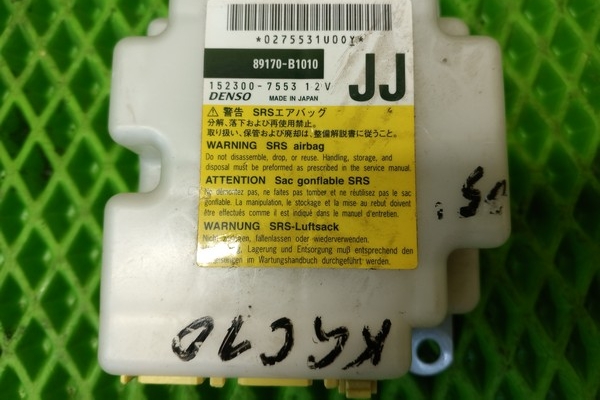 *0275531U00Y*
89170-B1010
152300-7553 12V
DENSO MADE IN JAPAN
JJ
⚠ 警告 SRSエアバッグ
分解、落下および再使用禁止。
取り扱い、保管および廃却は、整備解説書に従うこと。
WARNING SRS airbag
Do not disassemble, drop, or reuse. Handling, storage, and
disposal must be preformed as prescribed in the service manual.
ATTENTION Sac gonflable SRS
pas, ne faites pas tomber et ne réutilisez pas le sac
gonflable. La manipulation, le stockage et la mise au rebut doivent
être effectués comme il est indiqué dans le manuel d'entretien.
WARNUNG SRS-Luftsack
fallenlassen oder wiederverwenden.
Lagerung und Entsorgung muß entsprechend den
im Wartungshandbuch durchgeführt werden.
KGC10